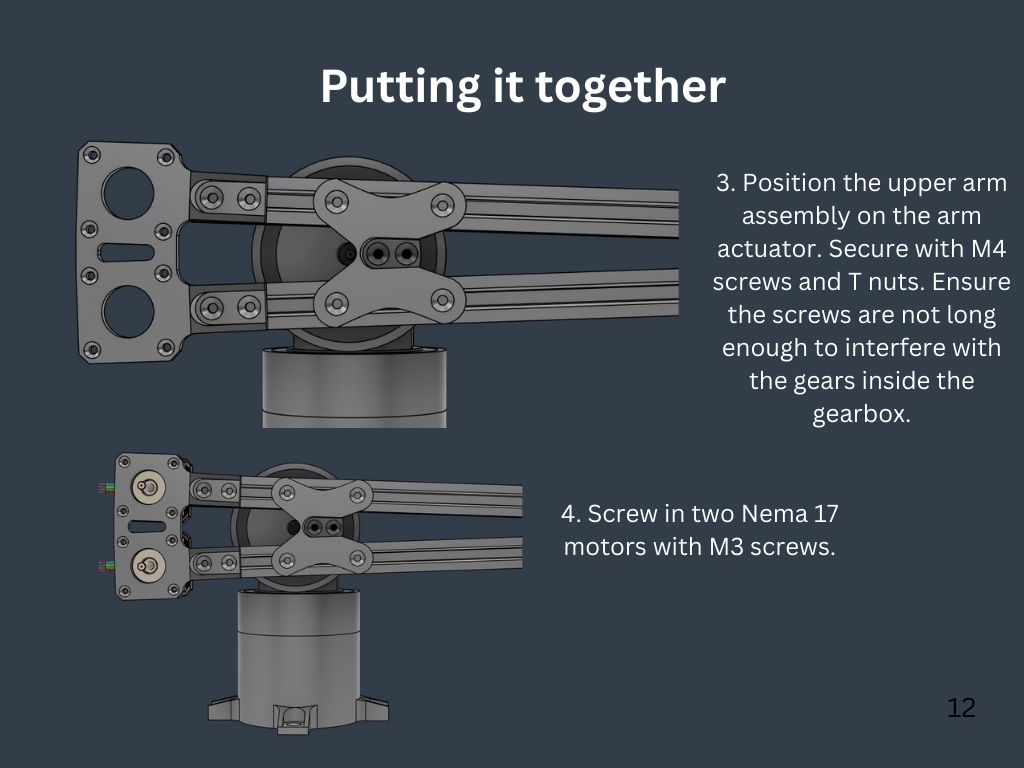 Putting it together
3. Position the upper arm
assembly on the arm
actuator. Secure with M4
screws and T nuts. Ensure
the screws are not long
enough to interfere with
the gears inside the
gearbox.
4. Screw in two Nema 17
motors with M3 screws.
12